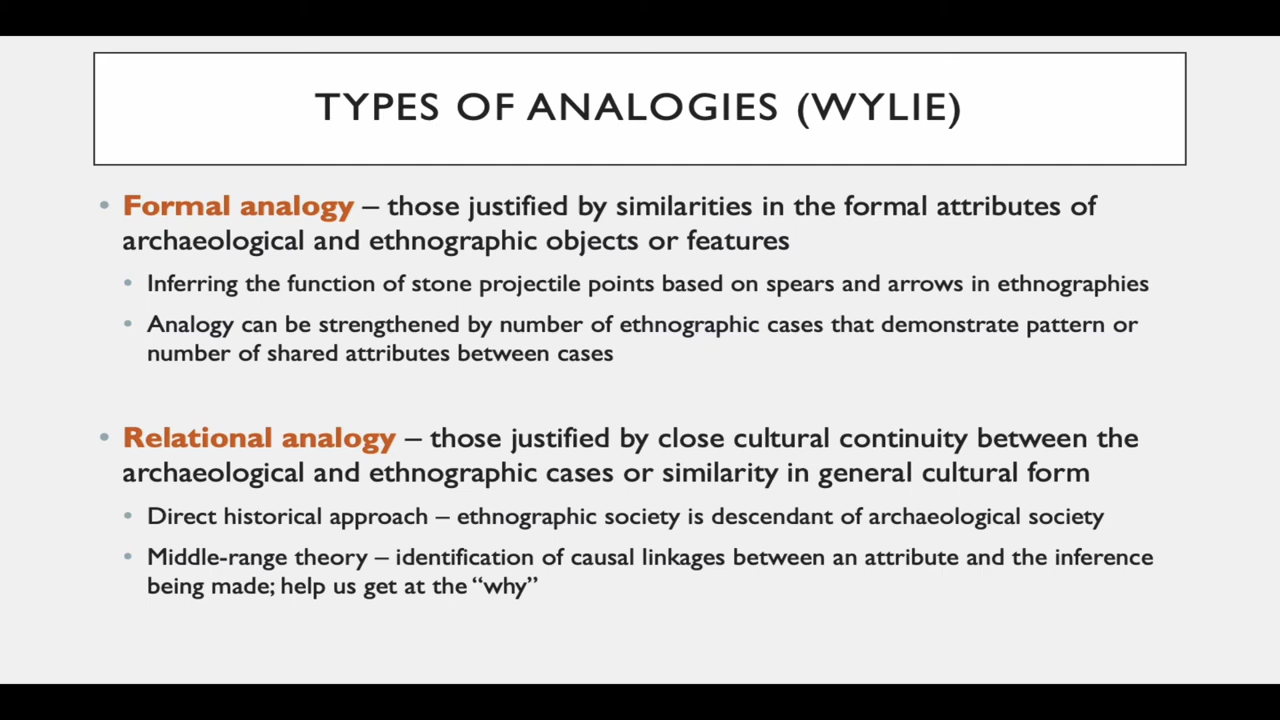 TYPES OF ANALOGIES (WYLIE)
• Formal analogy – those justified by similarities in the formal attributes of
archaeological and ethnographic objects or features
• Inferring the function of stone projectile points based on spears and arrows in ethnographies
• Analogy can be strengthened by number of ethnographic cases that demonstrate pattern or
number of shared attributes between cases
• Relational analogy – those justified by close cultural continuity between the
archaeological and ethnographic cases or similarity in general cultural form
• Direct historical approach – ethnographic society is descendant of archaeological society
• Middle-range theory – identification of causal linkages between an attribute and the inference
being made; help us get at the “why”